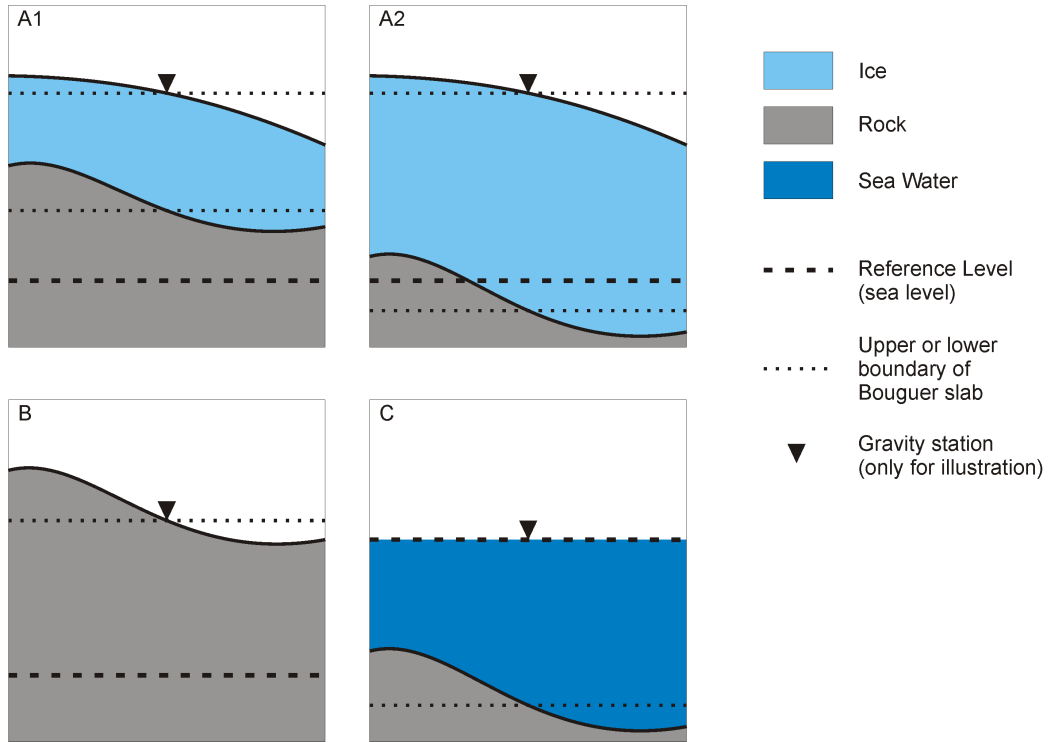 A1
A2
Ice
Rock
Sea Water
Reference Level
(sea level)
Upper or lower
boundary of
Bouguer slab
B
C
Gravity station
(only for illustration)